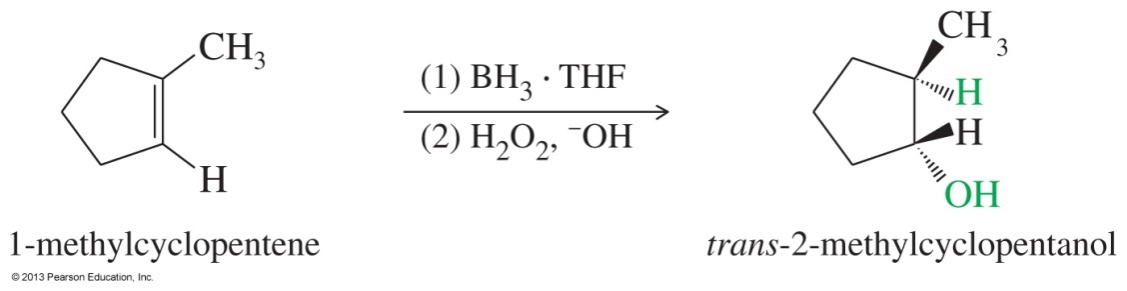 CH₃
H
(1) BH₃ · THF
(2) H₂O₂, ⁻OH
CH₃
H
H
OH
1-methylcyclopentene
trans-2-methylcyclopentanol
© 2013 Pearson Education, Inc.